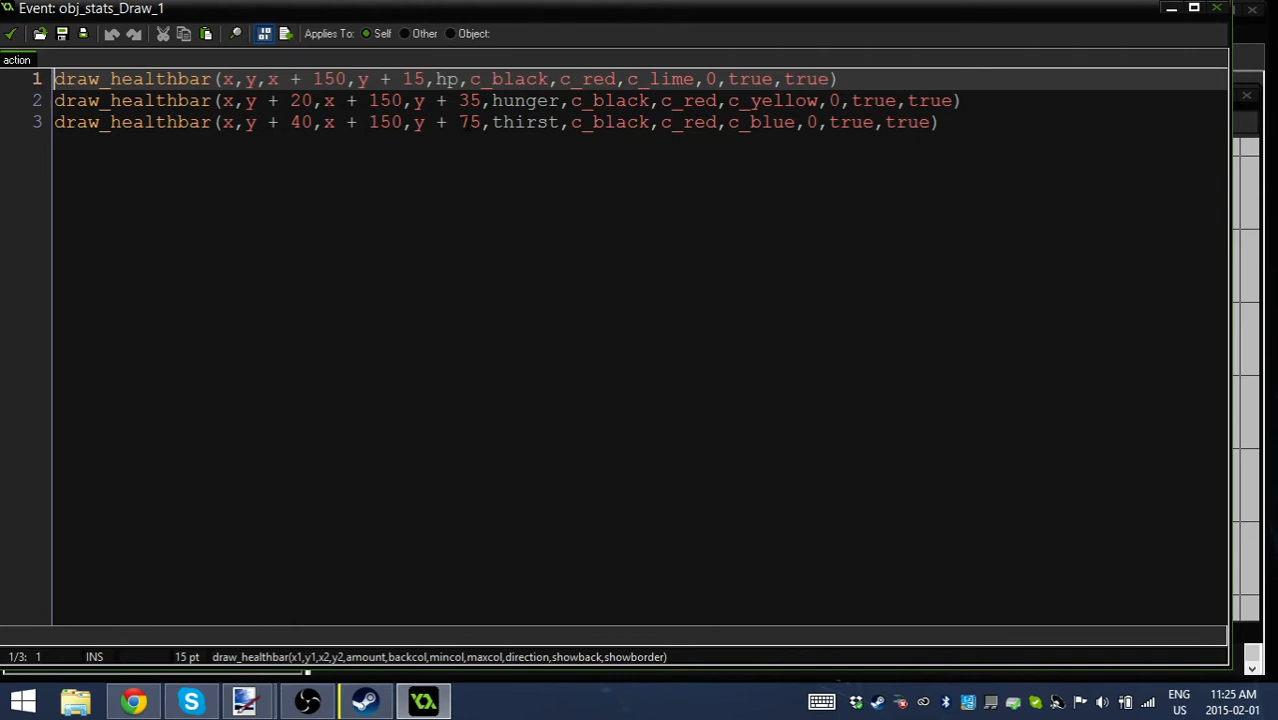 Event: obj_stats_Draw_1
Applies To: Self Other Object:
action
1 draw_healthbar(x,y,x + 150,y + 15,hp,c_black,c_red,c_lime,0,true,true)
2 draw_healthbar(x,y + 20,x + 150,y + 35,hunger,c_black,c_red,c_yellow,0,true,true)
3 draw_healthbar(x,y + 40,x + 150,y + 75,thirst,c_black,c_red,c_blue,0,true,true)
1/3: 1 INS 15 pt draw_healthbar(x1,y1,x2,y2,amount,backcol,mincol,maxcol,direction,showback,showborder)
ENG 11:25 AM
US 2015-02-01